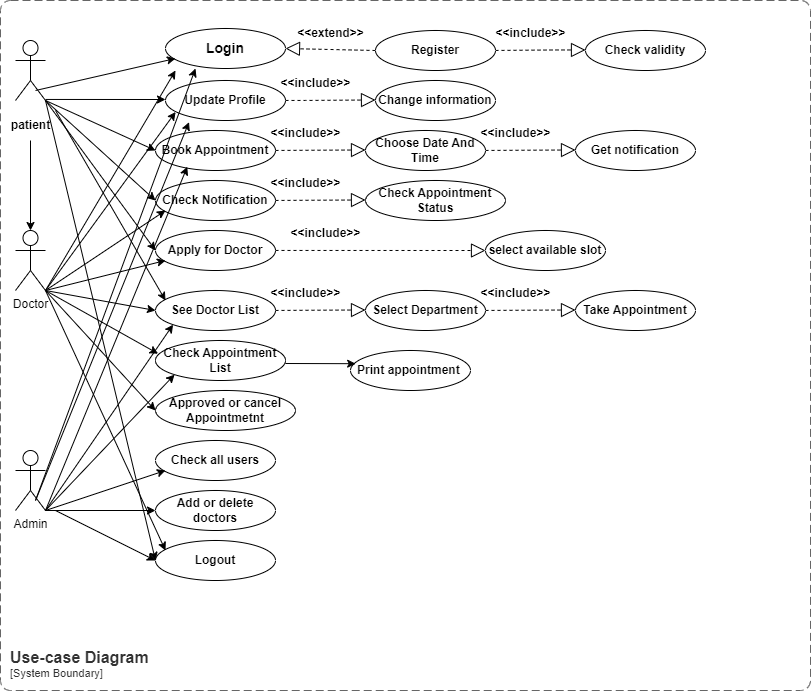 Login
<<extend>>
Register
<<include>>
Check validity
patient
Update Profile
<<include>>
Change information
Book Appointment
<<include>>
Choose Date And
Time
<<include>>
Get notification
Check Notification
<<include>>
Check Appointment
Status
Apply for Doctor
<<include>>
select available slot
Doctor
See Doctor List
<<include>>
Select Department
<<include>>
Take Appointment
Check Appointment
List
Print appointment
Approved or cancel
Appointmetnt
Check all users
Admin
Add or delete
doctors
Logout
Use-case Diagram
[System Boundary]